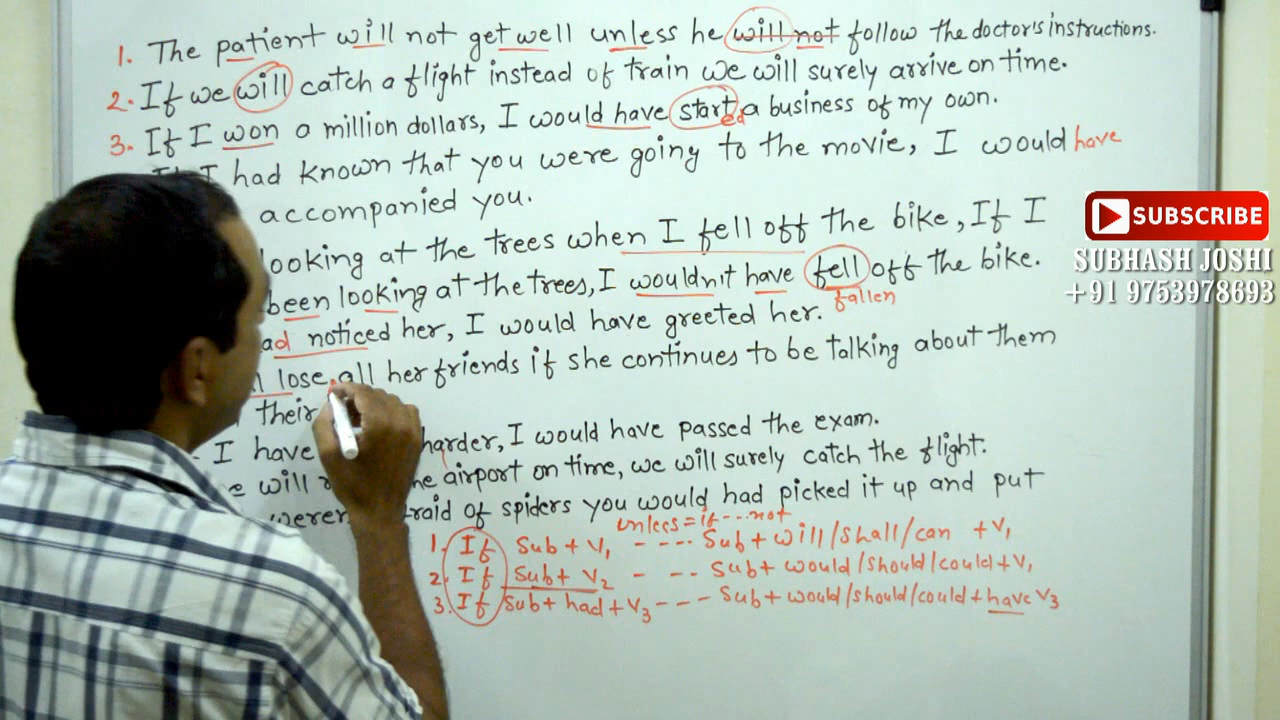 1. The patient will not get well unless he will not follow the doctor's instructions.
2. If we will catch a flight instead of train we will surely arrive on time.
3. If I won a million dollars, I would have started a business of my own.
I had known that you were going to the movie, I would have
accompanied you.
looking at the trees when I fell off the bike, If I
been looking at the trees, I wouldn't have fell off the bike.
fallen
noticed her, I would have greeted her.
lose all her friends if she continues to be talking about them
their
I have harder, I would have passed the exam.
will airport on time, we will surely catch the flight.
of spiders you would had picked it up and put
unless = if --- not
1. If Sub + V1 - --- Sub + will/shall/can + V1
2. If Sub + V2 - -- Sub + would/should/could + V1
3. If Sub + had + V3 --- Sub + would/should/could + have V3
SUBSCRIBE
SUBHASH JOSHI
+91 9753978693